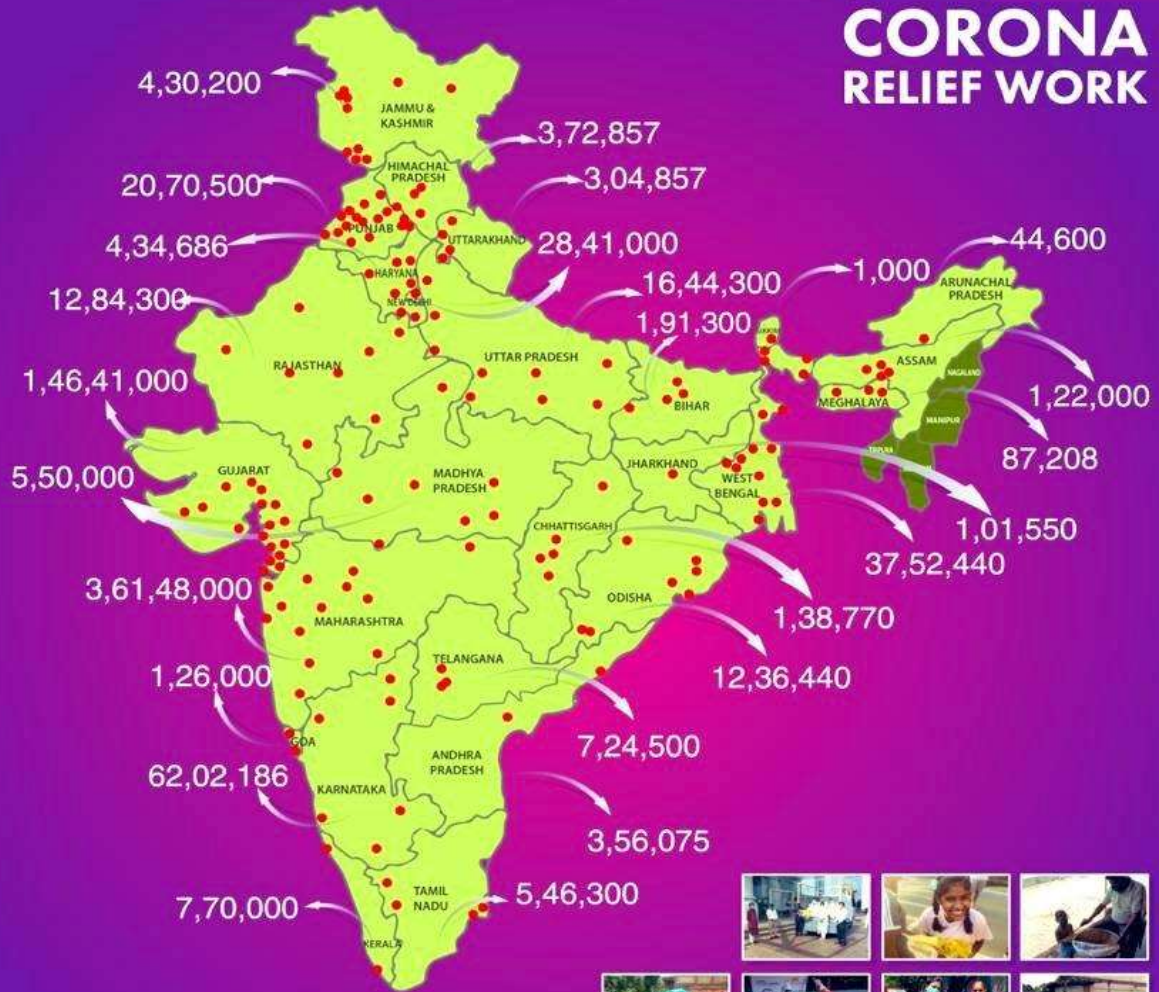 CORONA
RELIEF WORK
4,30,200
JAMMU &
KASHMIR
3,72,857
HIMACHAL
PRADESH
20,70,500
3,04,857
PUNJAB
4,34,686
UTTARAKHAND
28,41,000
44,600
HARYANA
1,000
16,44,300
ARUNACHAL
PRADESH
12,84,300
NEW DELHI
1,91,300
SIKKIM
UTTAR PRADESH
ASSAM
RAJASTHAN
NAGALAND
1,46,41,000
BIHAR
MEGHALAYA
1,22,000
MANIPUR
TRIPURA
87,208
GUJARAT
MADHYA
PRADESH
JHARKHAND
5,50,000
WEST
BENGAL
CHHATTISGARH
1,01,550
37,52,440
3,61,48,000
ODISHA
1,38,770
MAHARASHTRA
TELANGANA
1,26,000
12,36,440
GOA
7,24,500
ANDHRA
PRADESH
62,02,186
KARNATAKA
3,56,075
TAMIL
NADU
5,46,300
7,70,000
KERALA